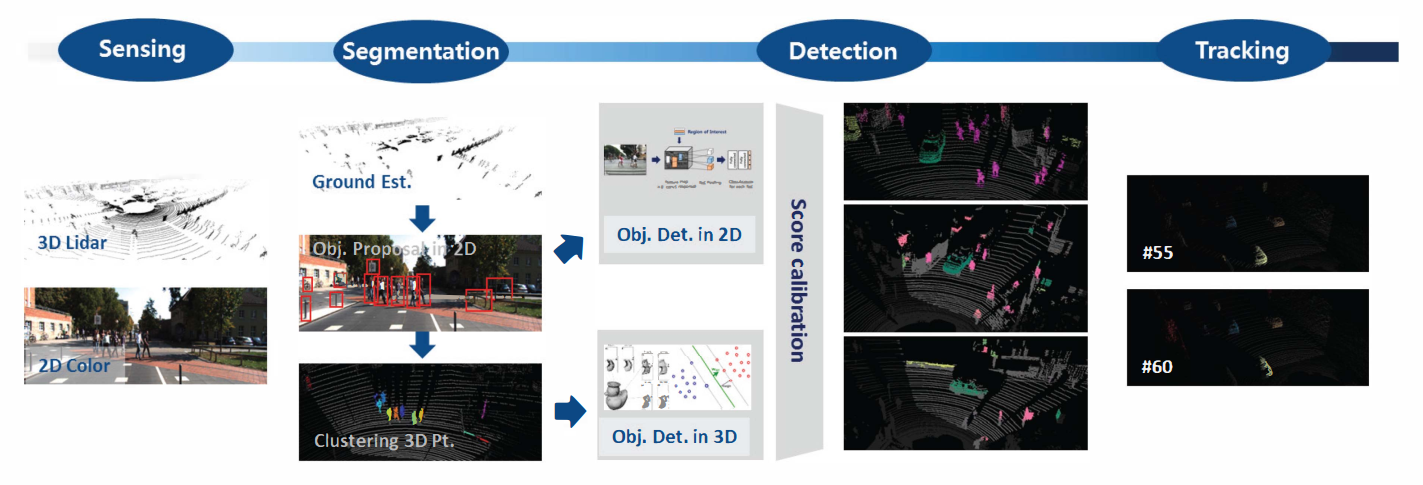 Sensing
Segmentation
Detection
Tracking
3D Lidar
2D Color
Ground Est.
Obj. Proposal in 2D
Clustering 3D Pt.
Region of Interest
Obj. Det. in 2D
Obj. Det. in 3D
Score calibration
#55
#60